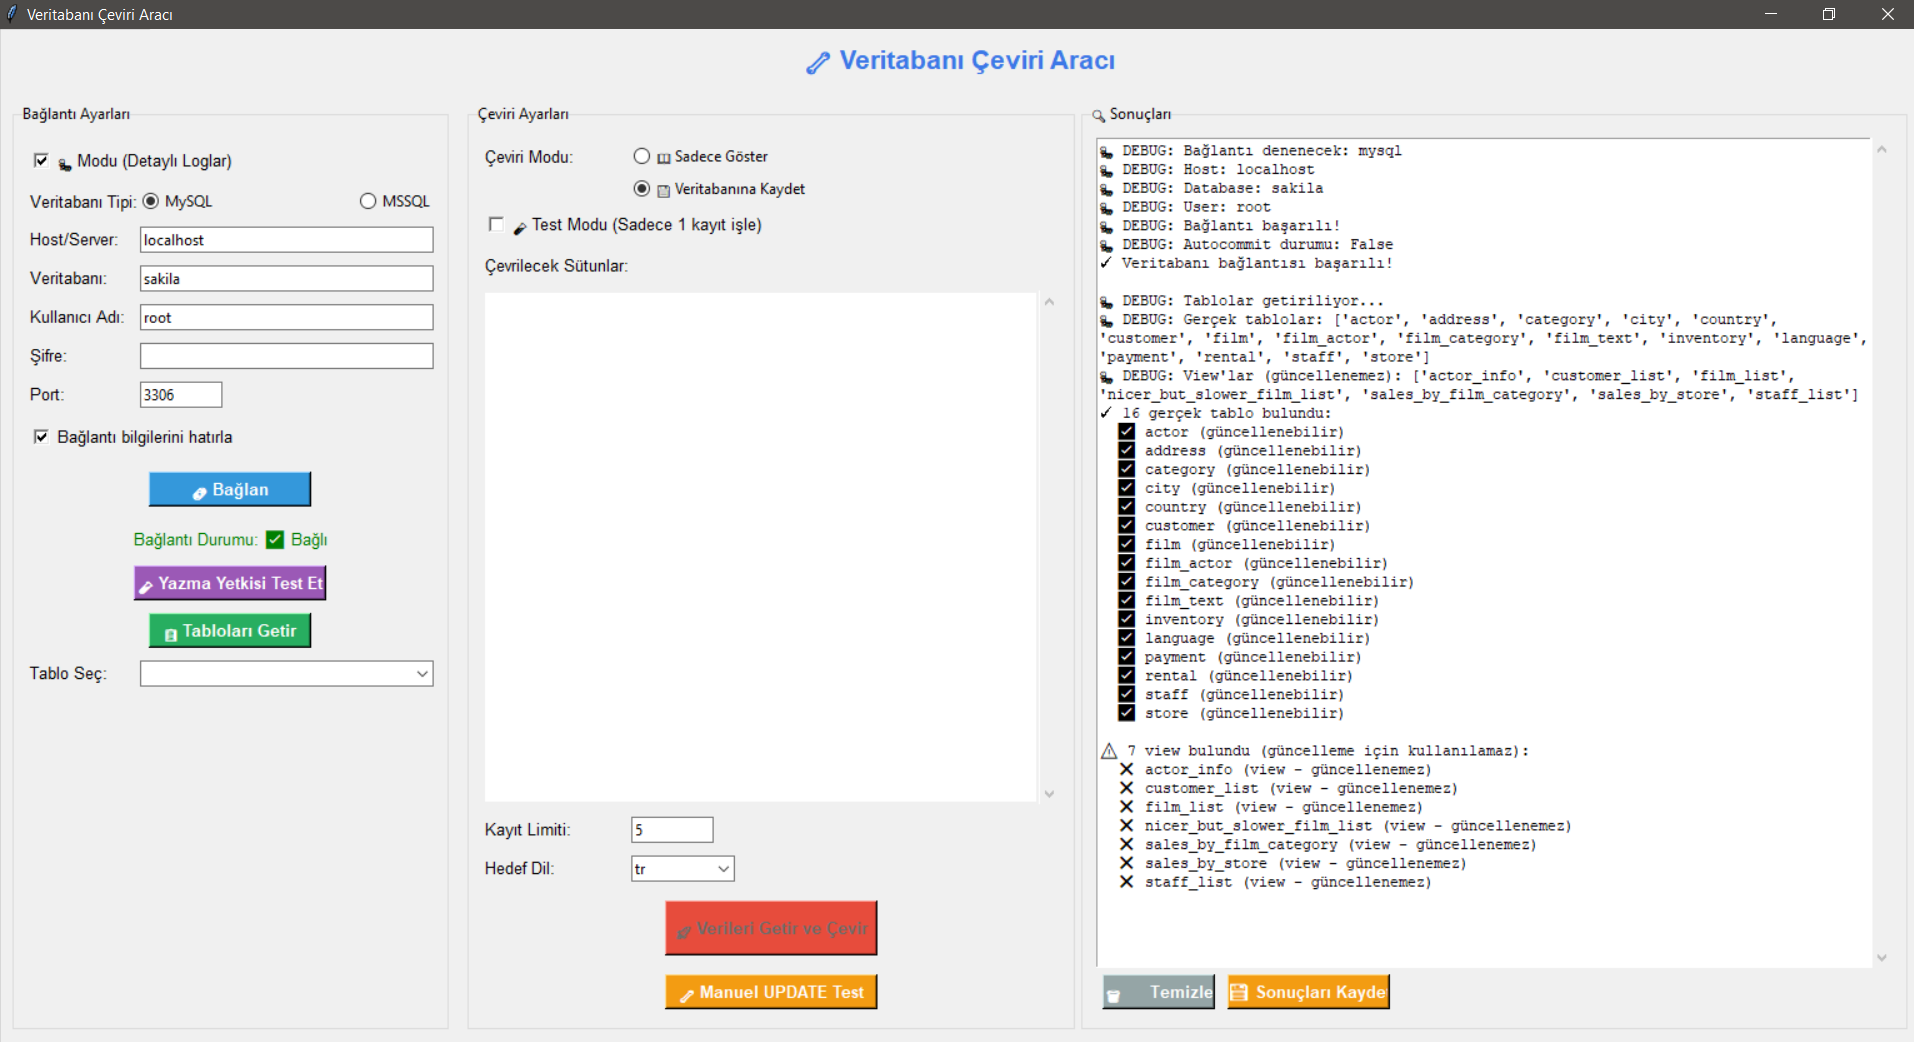 Veritabanı Çeviri Aracı
Veritabanı Çeviri Aracı
Bağlantı Ayarları
Modu (Detaylı Loglar)
Veritabanı Tipi: MySQL MSSQL
Host/Server: localhost
Veritabanı: sakila
Kullanıcı Adı: root
Şifre:
Port: 3306
Bağlantı bilgilerini hatırla
Bağlan
Bağlantı Durumu: ✅ Bağlı
Yazma Yetkisi Test Et
Tabloları Getir
Tablo Seç:
Çeviri Ayarları
Çeviri Modu: Sadece Göster
Veritabanına Kaydet
Test Modu (Sadece 1 kayıt işle)
Çevrilecek Sütunlar:
Kayıt Limiti: 5
Hedef Dil: tr
Verileri Getir ve Çevir
Manuel UPDATE Test
Sonuçları
DEBUG: Bağlantı denenecek: mysql
DEBUG: Host: localhost
DEBUG: Database: sakila
DEBUG: User: root
DEBUG: Bağlantı başarılı!
DEBUG: Autocommit durumu: False
✓ Veritabanı bağlantısı başarılı!
DEBUG: Tablolar getiriliyor...
DEBUG: Gerçek tablolar: ['actor', 'address', 'category', 'city', 'country',
'customer', 'film', 'film_actor', 'film_category', 'film_text', 'inventory', 'language',
'payment', 'rental', 'staff', 'store']
DEBUG: View'lar (güncellenemez): ['actor_info', 'customer_list', 'film_list',
'nicer_but_slower_film_list', 'sales_by_film_category', 'sales_by_store', 'staff_list']
✓ 16 gerçek tablo bulundu:
✅ actor (güncellenebilir)
✅ address (güncellenebilir)
✅ category (güncellenebilir)
✅ city (güncellenebilir)
✅ country (güncellenebilir)
✅ customer (güncellenebilir)
✅ film (güncellenebilir)
✅ film_actor (güncellenebilir)
✅ film_category (güncellenebilir)
✅ film_text (güncellenebilir)
✅ inventory (güncellenebilir)
✅ language (güncellenebilir)
✅ payment (güncellenebilir)
✅ rental (güncellenebilir)
✅ staff (güncellenebilir)
✅ store (güncellenebilir)
⚠ 7 view bulundu (güncelleme için kullanılamaz):
❌ actor_info (view - güncellenemez)
❌ customer_list (view - güncellenemez)
❌ film_list (view - güncellenemez)
❌ nicer_but_slower_film_list (view - güncellenemez)
❌ sales_by_film_category (view - güncellenemez)
❌ sales_by_store (view - güncellenemez)
❌ staff_list (view - güncellenemez)
Temizle
Sonuçları Kayde